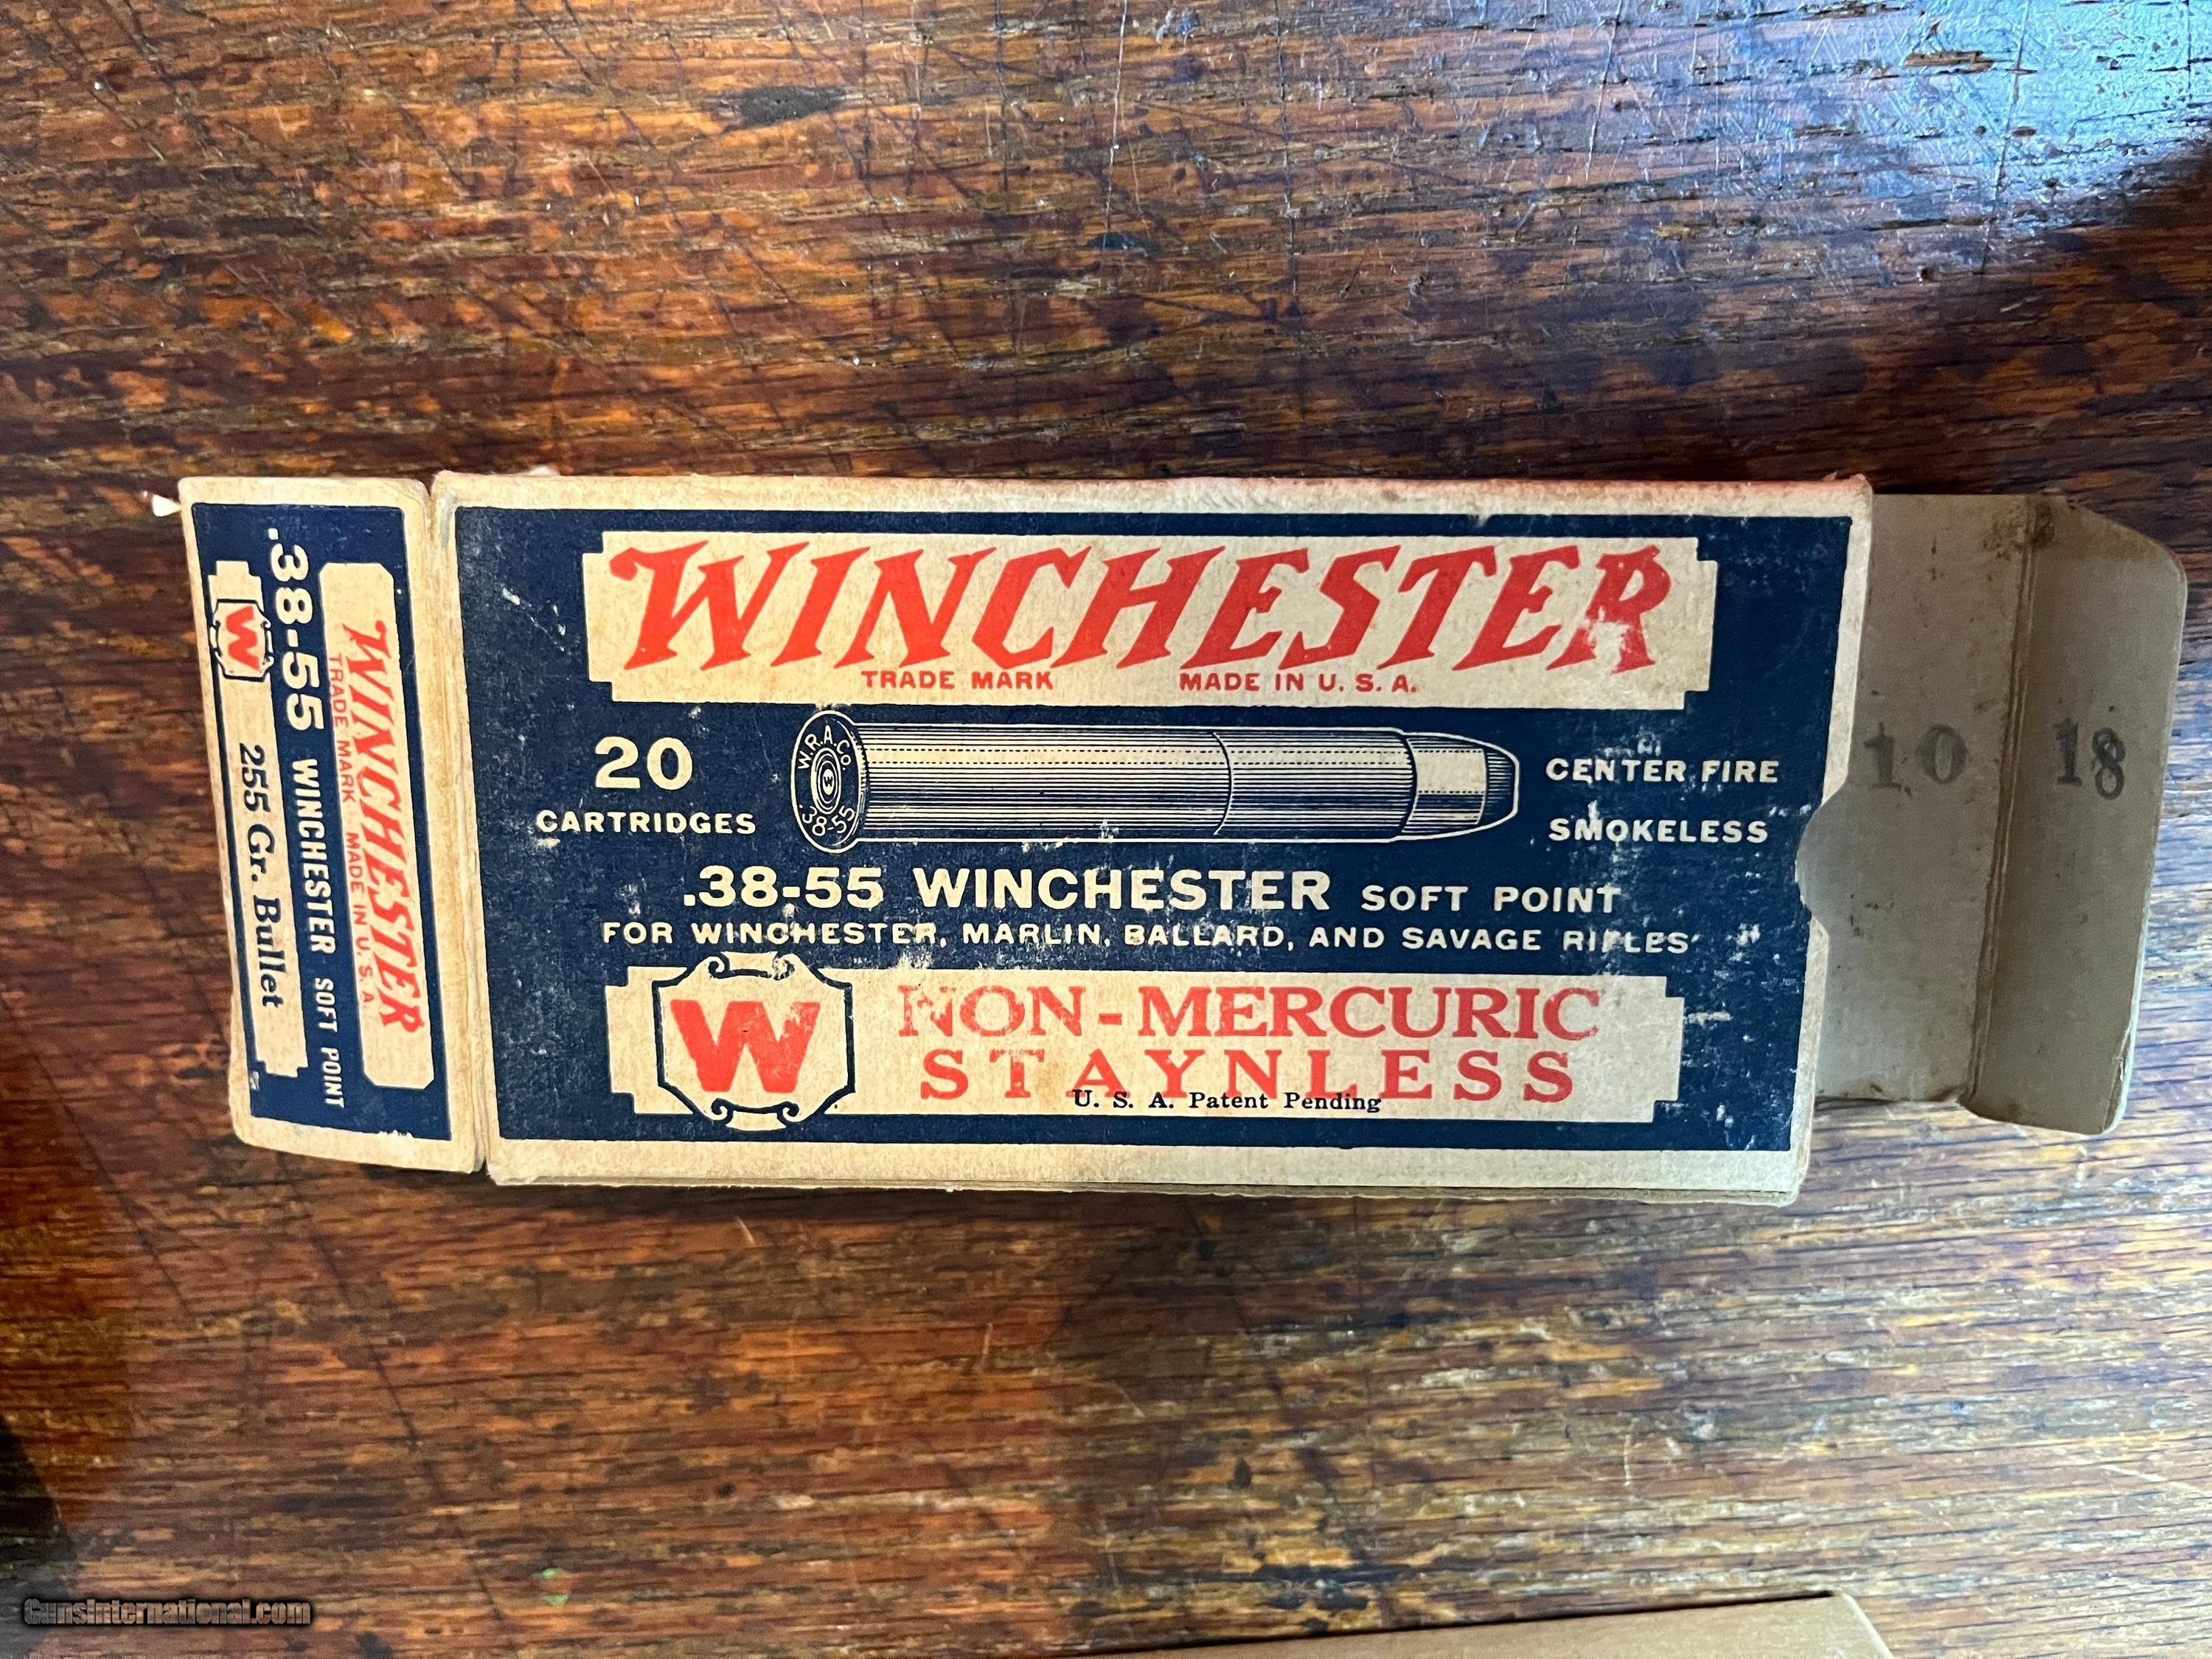 WINCHESTER
TRADE MARK MADE IN U. S. A.
.38-55 WINCHESTER SOFT POINT
W
255 Gr. Bullet
WINCHESTER
TRADE MARK MADE IN U. S. A.
20
CARTRIDGES
W.R.A.Co.
.38-55
CENTER FIRE
SMOKELESS
.38-55 WINCHESTER SOFT POINT
FOR WINCHESTER, MARLIN, BALLARD, AND SAVAGE RIFLES
W
NON-MERCURIC
STAYNLESS
U. S. A. Patent Pending
10 18
GunsInternational.com